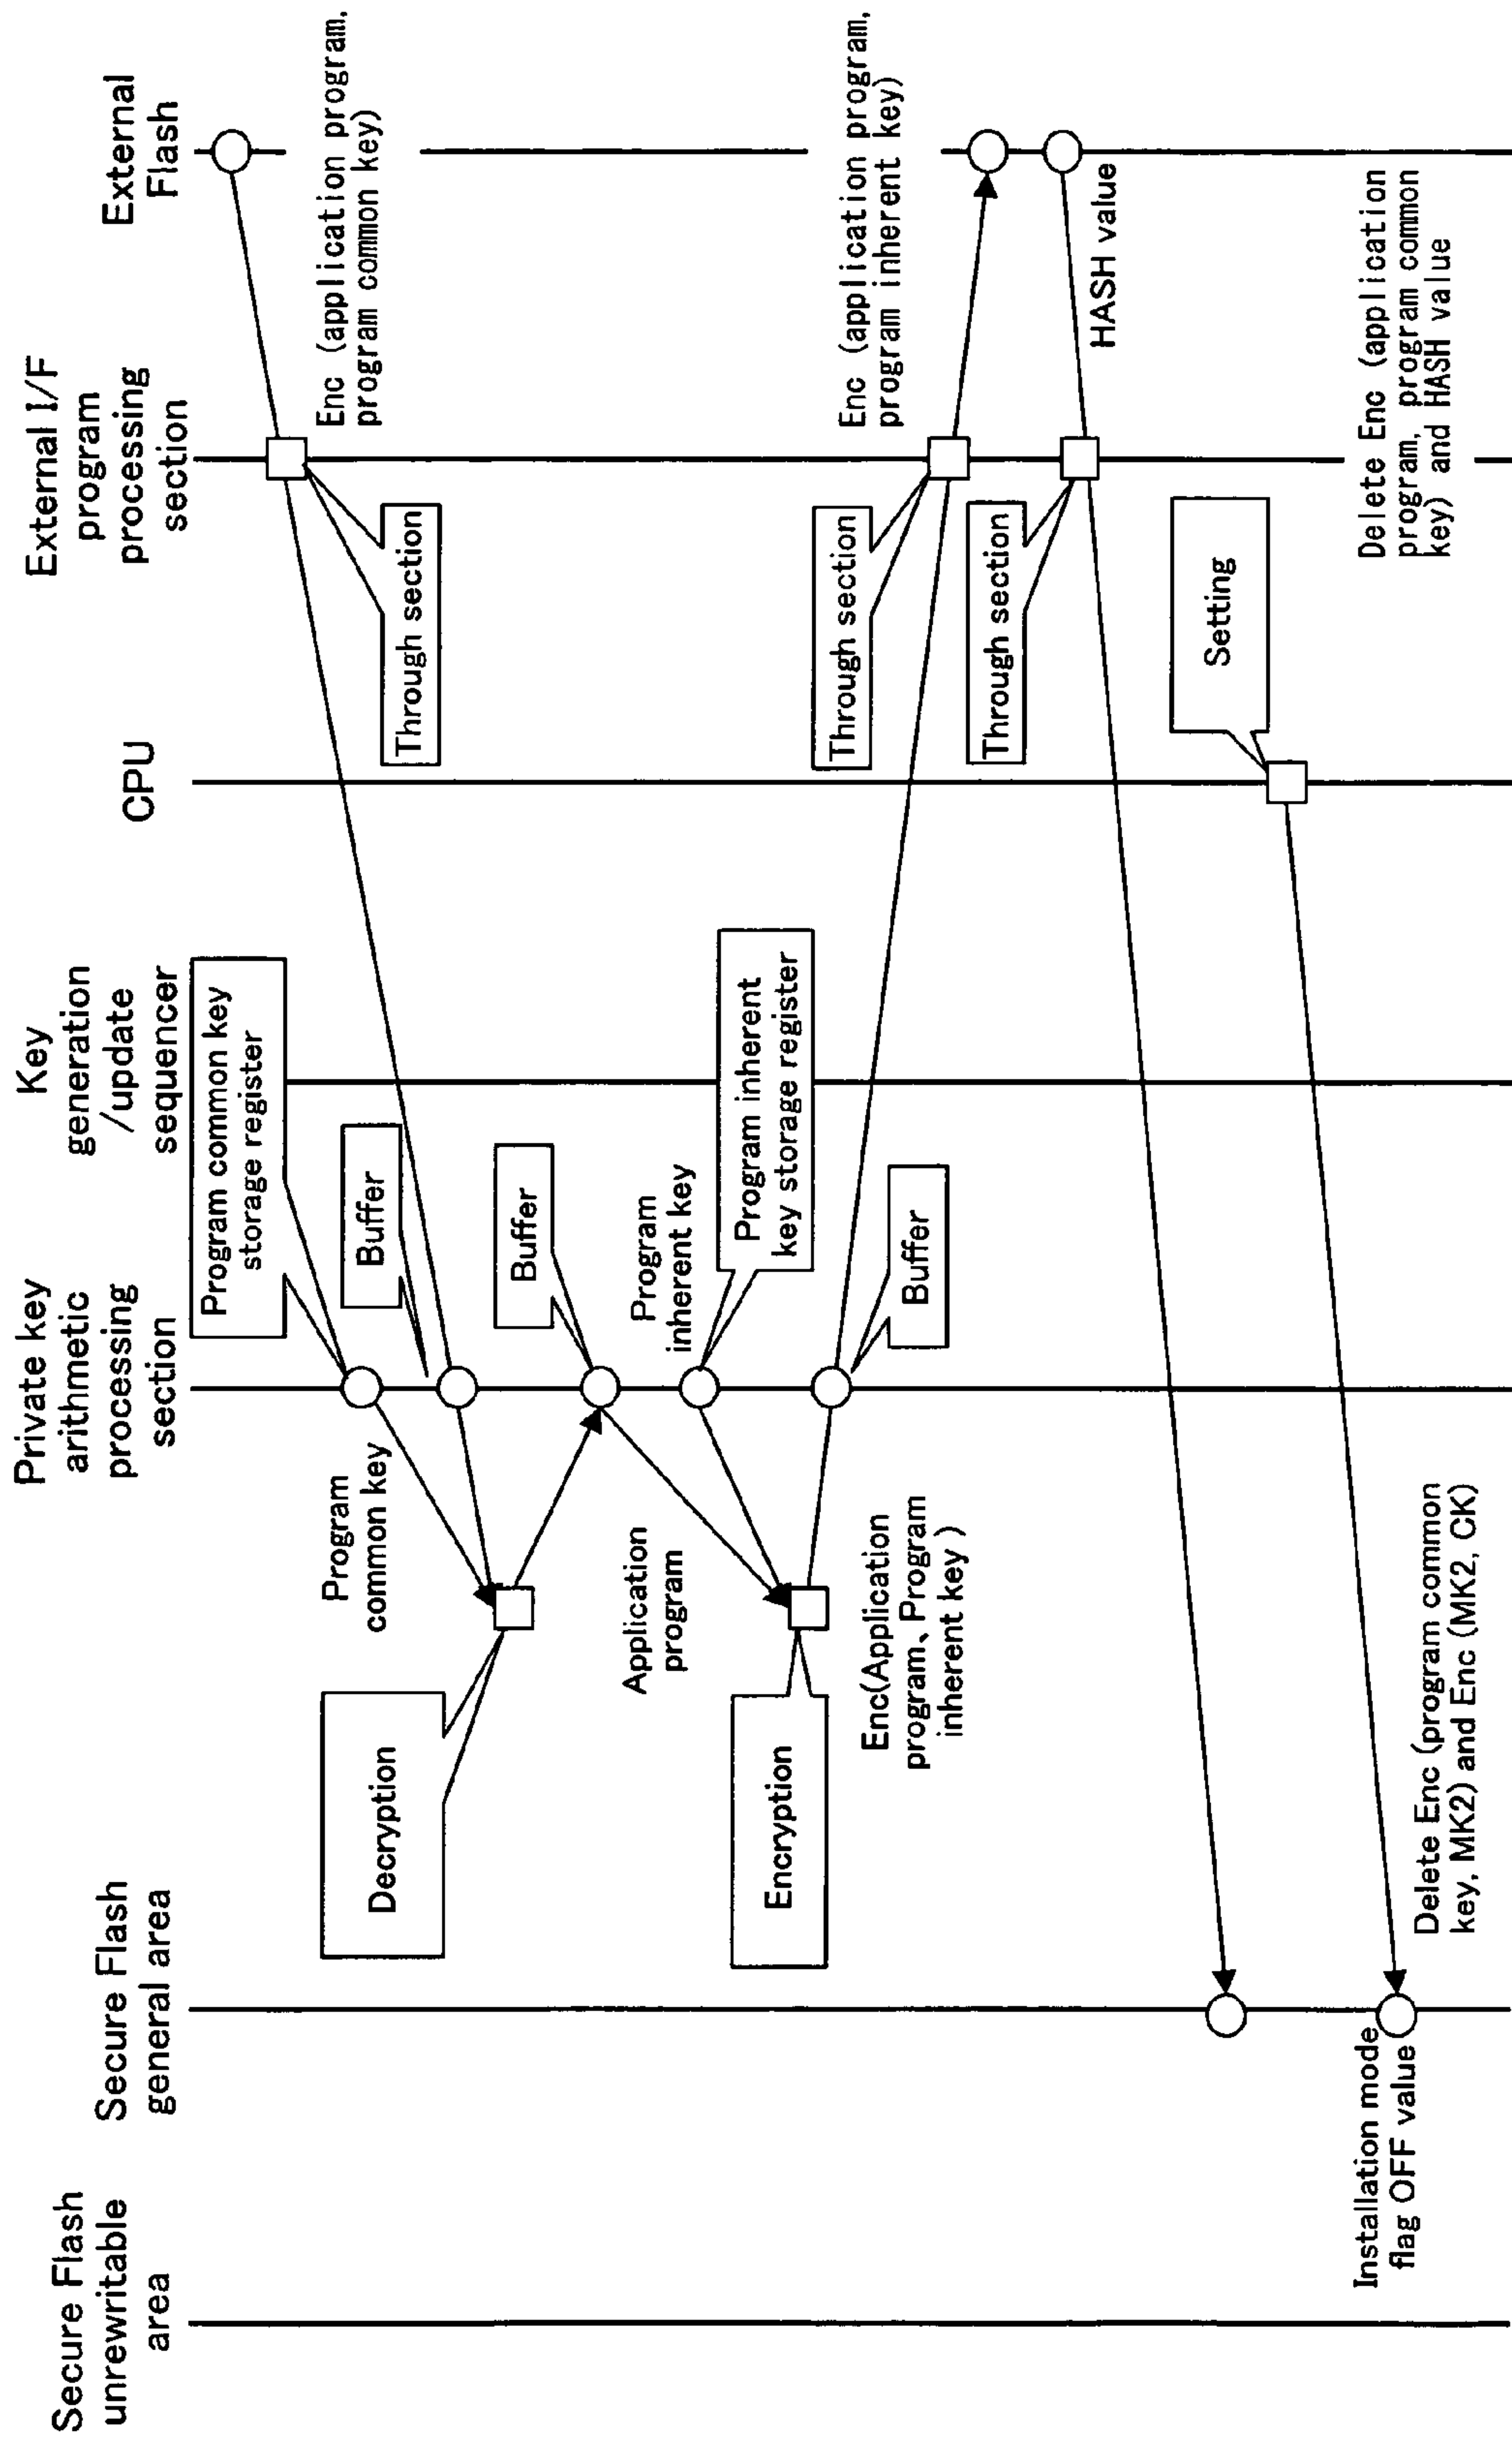 Secure Flash
unrewritable
area
Secure Flash
general area
Private key
arithmetic
processing
section
Key
generation
/update
sequencer
CPU
External I/F
program
processing
section
External
Flash
Program common key
storage register
Enc (application program,
program common key)
Through section
Buffer
Program
common key
Decryption
Buffer
Application
program
Program
inherent key
Program inherent
key storage register
Encryption
Enc(Application
program、Program
inherent key )
Buffer
Through section
Enc (application program,
program inherent key)
Through section
HASH value
Setting
Installation mode
flag OFF value
Delete Enc (application
program, program common
key) and HASH value
Delete Enc (program common
key, MK2) and Enc (MK2, CK)